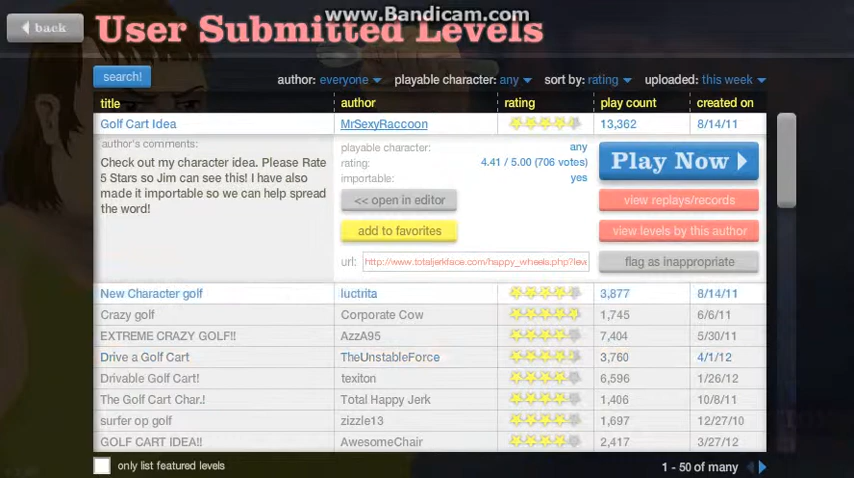 www.Bandicam.com
back
User Submitted Levels
search!
author: everyone playable character: any sort by: rating uploaded: this week
title author rating play count created on
Golf Cart Idea MrSexyRaccoon 13,362 8/14/11
author's comments:
Check out my character idea. Please Rate
5 Stars so Jim can see this! I have also
made it importable so we can help spread
the word!
playable character: any
rating: 4.41 / 5.00 (706 votes)
importable: yes
<< open in editor
add to favorites
url: http://www.totaljerkface.com/happy_wheels.php?leve
Play Now
view replays/records
view levels by this author
flag as inappropriate
New Character golf luctrita 3,877 8/14/11
Crazy golf Corporate Cow 1,745 6/6/11
EXTREME CRAZY GOLF!! AzzA95 7,404 5/30/11
Drive a Golf Cart TheUnstableForce 3,760 4/1/12
Drivable Golf Cart! texiton 6,596 1/26/12
The Golf Cart Char.! Total Happy Jerk 1,406 10/8/11
surfer op golf zizzle13 1,697 12/27/10
GOLF CART IDEA!! AwesomeChair 2,417 3/27/12
only list featured levels
1 - 50 of many